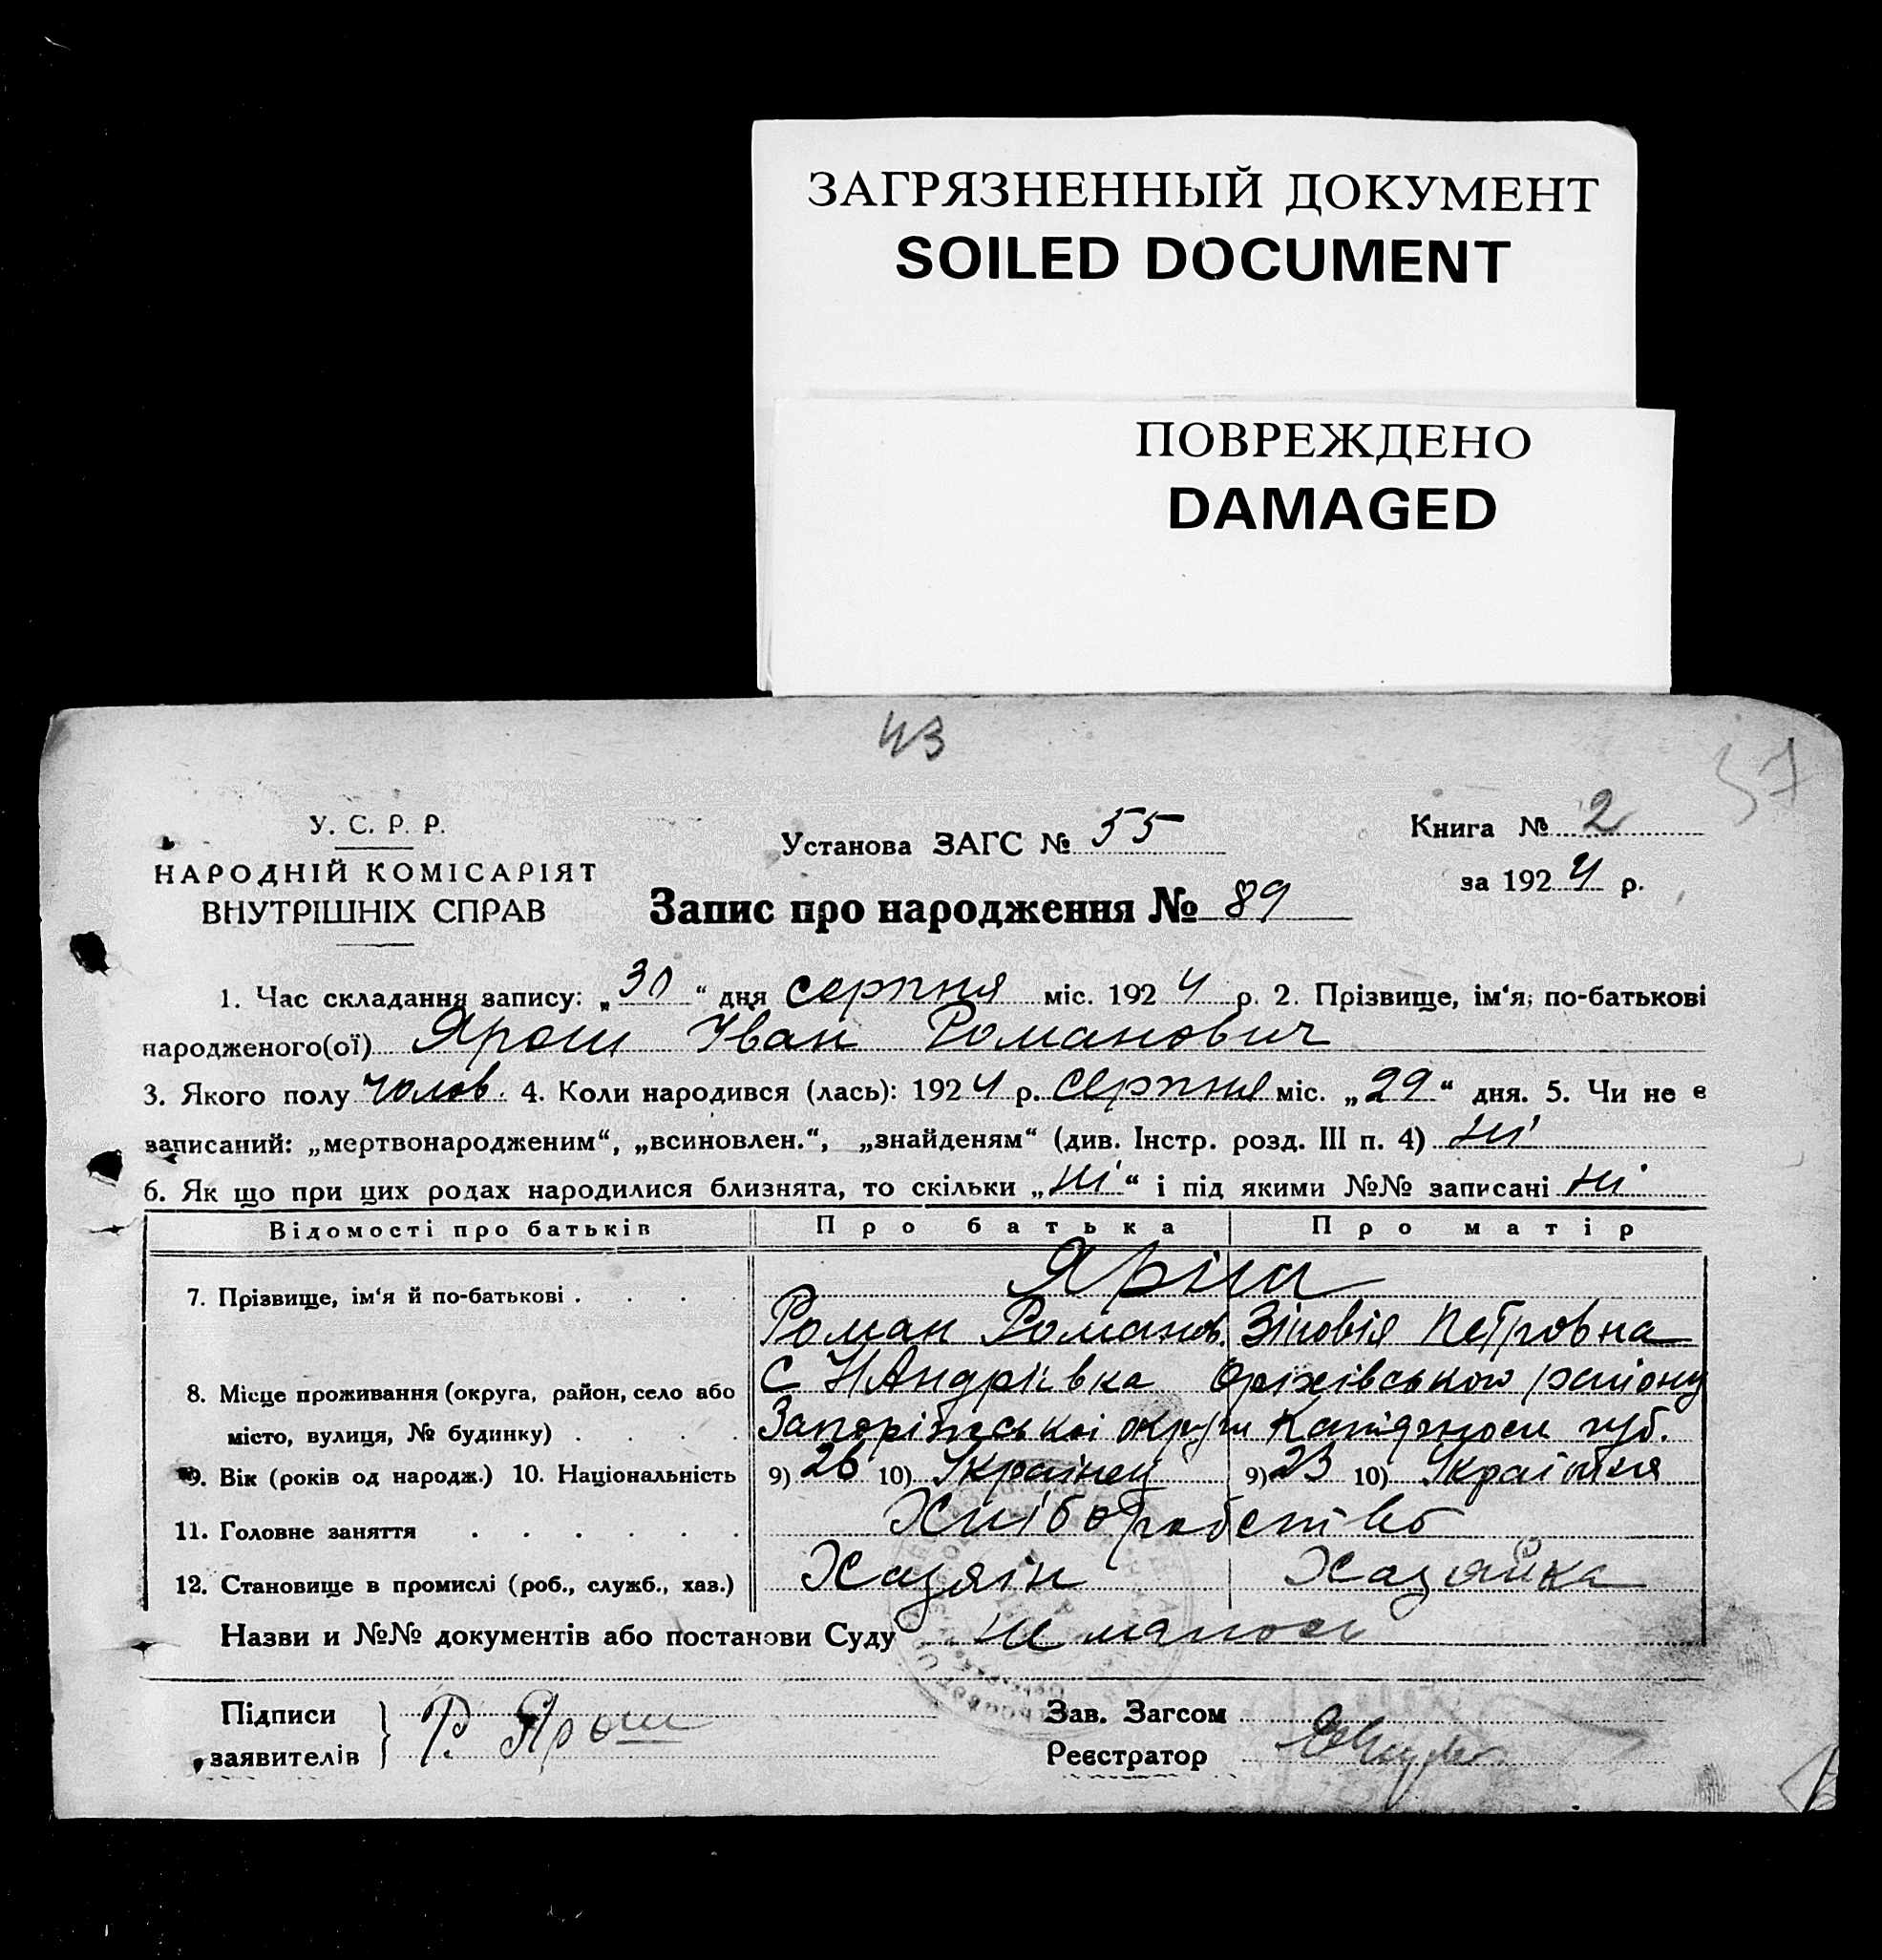 ЗАГРЯЗНЕННЫЙ ДОКУМЕНТ
SOILED DOCUMENT
ПОВРЕЖДЕНО
DAMAGED
43
57
У. С. Р. Р.
НАРОДНІЙ КОМІСАРІЯТ
ВНУТРІШНІХ СПРАВ
Установа ЗАГС № 55
Книга № 2
за 1924 р.
Запис про народження № 89
1. Час складання запису: „30“ дня серпня міс. 1924 р. 2. Прізвище, ім‘я, по-батькові
народженого(ої) Ярош Іван Романович
3. Якого полу чолов. 4. Коли народився (лась): 1924 р. серпня міс. „29“ дня. 5. Чи не є
записаний: „мертвонародженим“, „всиновлен.“, „знайденям“ (див. Інстр. розд. III п. 4) ні
6. Як що при цих родах народилися близнята, то скільки „ні“ і під якими №№ записані ні
Відомості про батьків Про батька Про матір
7. Прізвище, ім‘я й по-батькові
Роман Романов. Зіновія Петровна
8. Місце проживання (округа, район, село або С НАндріівка Оріхівського району
місто, вулиця, № будинку) Запоріжської округи губ.
9. Вік (років од народж.) 10. Національність 9) 26 10) Українец 9) 23 10)
11. Головне заняття Хліборобство
12. Становище в промислі (роб., служб., хаз.) Хазяін Хазяйка
Назви и №№ документів або постанови Суду
Підписи
заявителів Р. Ярош
Зав. Загсом
Реєстратор